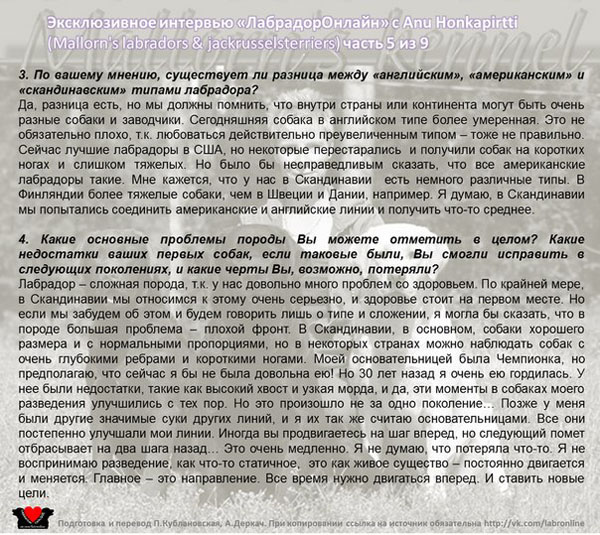 Эксклюзивное интервью «ЛабрадорОнлайн» с Anu Honkapirtti
(Mallorn's labradors & jackrusselsterriers) часть 5 из 9
Mallorn's kennel
3. По вашему мнению, существует ли разница между «английским», «американским» и
«скандинавским» типами лабрадора?
Да, разница есть, но мы должны помнить, что внутри страны или континента могут быть очень
разные собаки и заводчики. Сегодняшняя собака в английском типе более умеренная. Это не
обязательно плохо, т.к. любоваться действительно преувеличенным типом – тоже не правильно.
Сейчас лучшие лабрадоры в США, но некоторые перестарались и получили собак на коротких
ногах и слишком тяжелых. Но было бы несправедливым сказать, что все американские
лабрадоры такие. Мне кажется, что у нас в Скандинавии есть немного различные типы. В
Финляндии более тяжелые собаки, чем в Швеции и Дании, например. Я думаю, в Скандинавии
мы попытались соединить американские и английские линии и получить что-то среднее.
4. Какие основные проблемы породы Вы можете отметить в целом? Какие
недостатки ваших первых собак, если таковые были, Вы смогли исправить в
следующих поколениях, и какие черты Вы, возможно, потеряли?
Лабрадор – сложная порода, т.к. у нас довольно много проблем со здоровьем. По крайней мере,
в Скандинавии мы относимся к этому очень серьезно, и здоровье стоит на первом месте. Но
если мы забудем об этом и будем говорить лишь о типе и сложении, я могла бы сказать, что в
породе большая проблема – плохой фронт. В Скандинавии, в основном, собаки хорошего
размера и с нормальными пропорциями, но в некоторых странах можно наблюдать собак с
очень глубокими ребрами и короткими ногами. Моей основательницей была Чемпионка, но
предполагаю, что сейчас я бы не была довольна ею! Но 30 лет назад я очень ею гордилась. У
нее были недостатки, такие как высокий хвост и узкая морда, и да, эти моменты в собаках моего
разведения улучшились с тех пор. Но это произошло не за одно поколение… Позже у меня
были другие значимые суки других линий, и я их так же считаю основательницами. Все они
постепенно улучшали мои линии. Иногда вы продвигаетесь на шаг вперед, но следующий помет
отбрасывает на два шага назад… Это очень медленно. Я не думаю, что потеряла что-то. Я не
воспринимаю разведение, как что-то статичное, это как живое существо – постоянно двигается
и меняется. Главное – это направление. Все время нужно двигаться вперед. И ставить новые
цели.
Подготовка и перевод П.Кублановская, А.Деркач. При копировании ссылка на источник обязательна http://vk.com/labronline